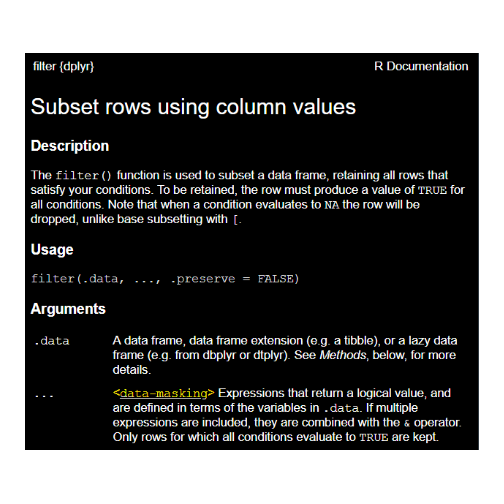 filter {dplyr} R Documentation
Subset rows using column values
Description
The filter() function is used to subset a data frame, retaining all rows that
satisfy your conditions. To be retained, the row must produce a value of TRUE for
all conditions. Note that when a condition evaluates to NA the row will be
dropped, unlike base subsetting with [.
Usage
filter(.data, ..., .preserve = FALSE)
Arguments
.data A data frame, data frame extension (e.g. a tibble), or a lazy data
frame (e.g. from dbplyr or dtplyr). See Methods, below, for more
details.
... <data-masking> Expressions that return a logical value, and
are defined in terms of the variables in .data. If multiple
expressions are included, they are combined with the & operator.
Only rows for which all conditions evaluate to TRUE are kept.